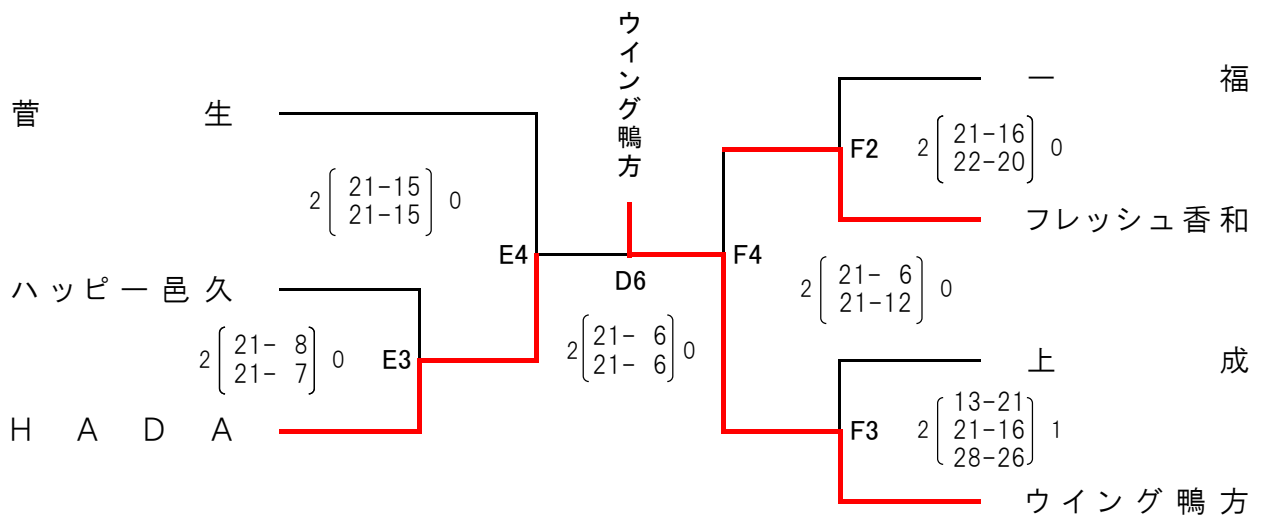 ウイング鴨方
菅生
2 21-15 0
21-15
E4
ハッピー邑久
2 21- 8 0
21- 7
E3
HADA
D6
2 21- 6 0
21- 6
一福
F2
2 21-16 0
22-20
フレッシュ香和
F4
2 21- 6 0
21-12
上成
F3
13-21
2 21-16 1
28-26
ウイング鴨方